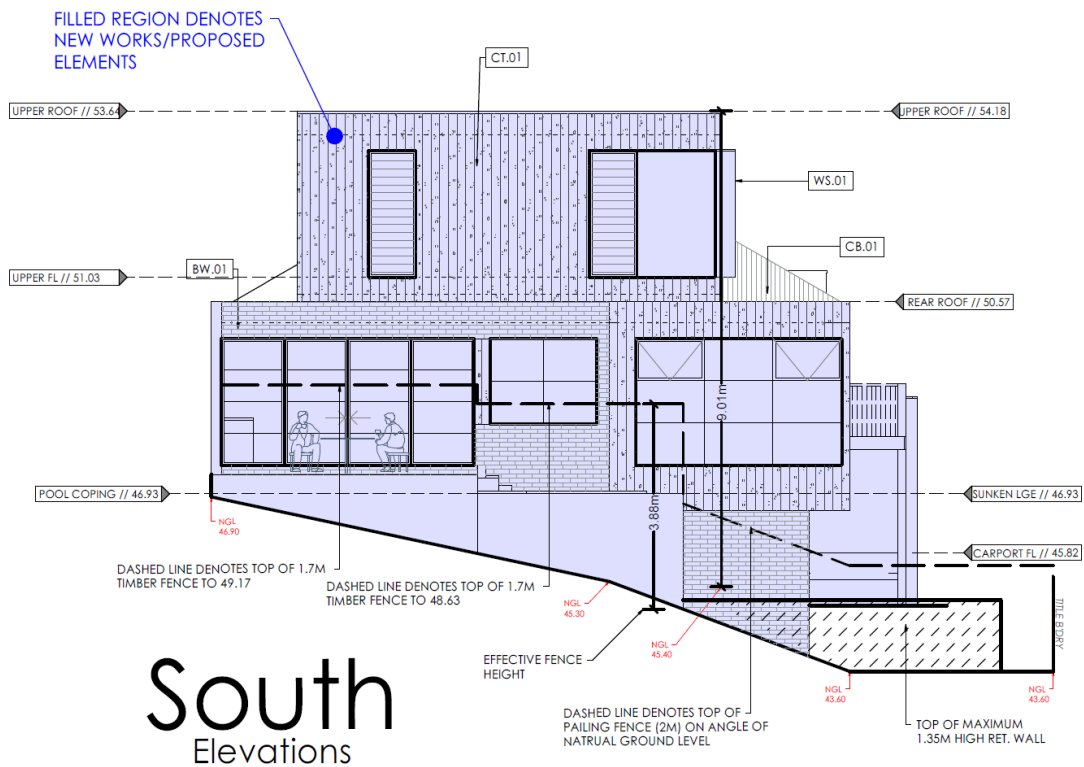 FILLED REGION DENOTES
NEW WORKS/PROPOSED
ELEMENTS
CT.01
UPPER ROOF // 53.64
UPPER ROOF // 54.18
WS.01
CB.01
BW.01
UPPER FL // 51.03
REAR ROOF // 50.57
9.01m
3.88m
POOL COPING // 46.93
SUNKEN LGE // 46.93
NGL
46.90
CARPORT FL // 45.82
DASHED LINE DENOTES TOP OF 1.7M
TIMBER FENCE TO 49.17
DASHED LINE DENOTES TOP OF 1.7M
TIMBER FENCE TO 48.63
NGL
45.30
NGL
45.40
TITLE B'DRY
EFFECTIVE FENCE
HEIGHT
NGL
43.60
NGL
43.60
DASHED LINE DENOTES TOP OF
PAILING FENCE (2M) ON ANGLE OF
NATRUAL GROUND LEVEL
TOP OF MAXIMUM
1.35M HIGH RET. WALL
South
Elevations